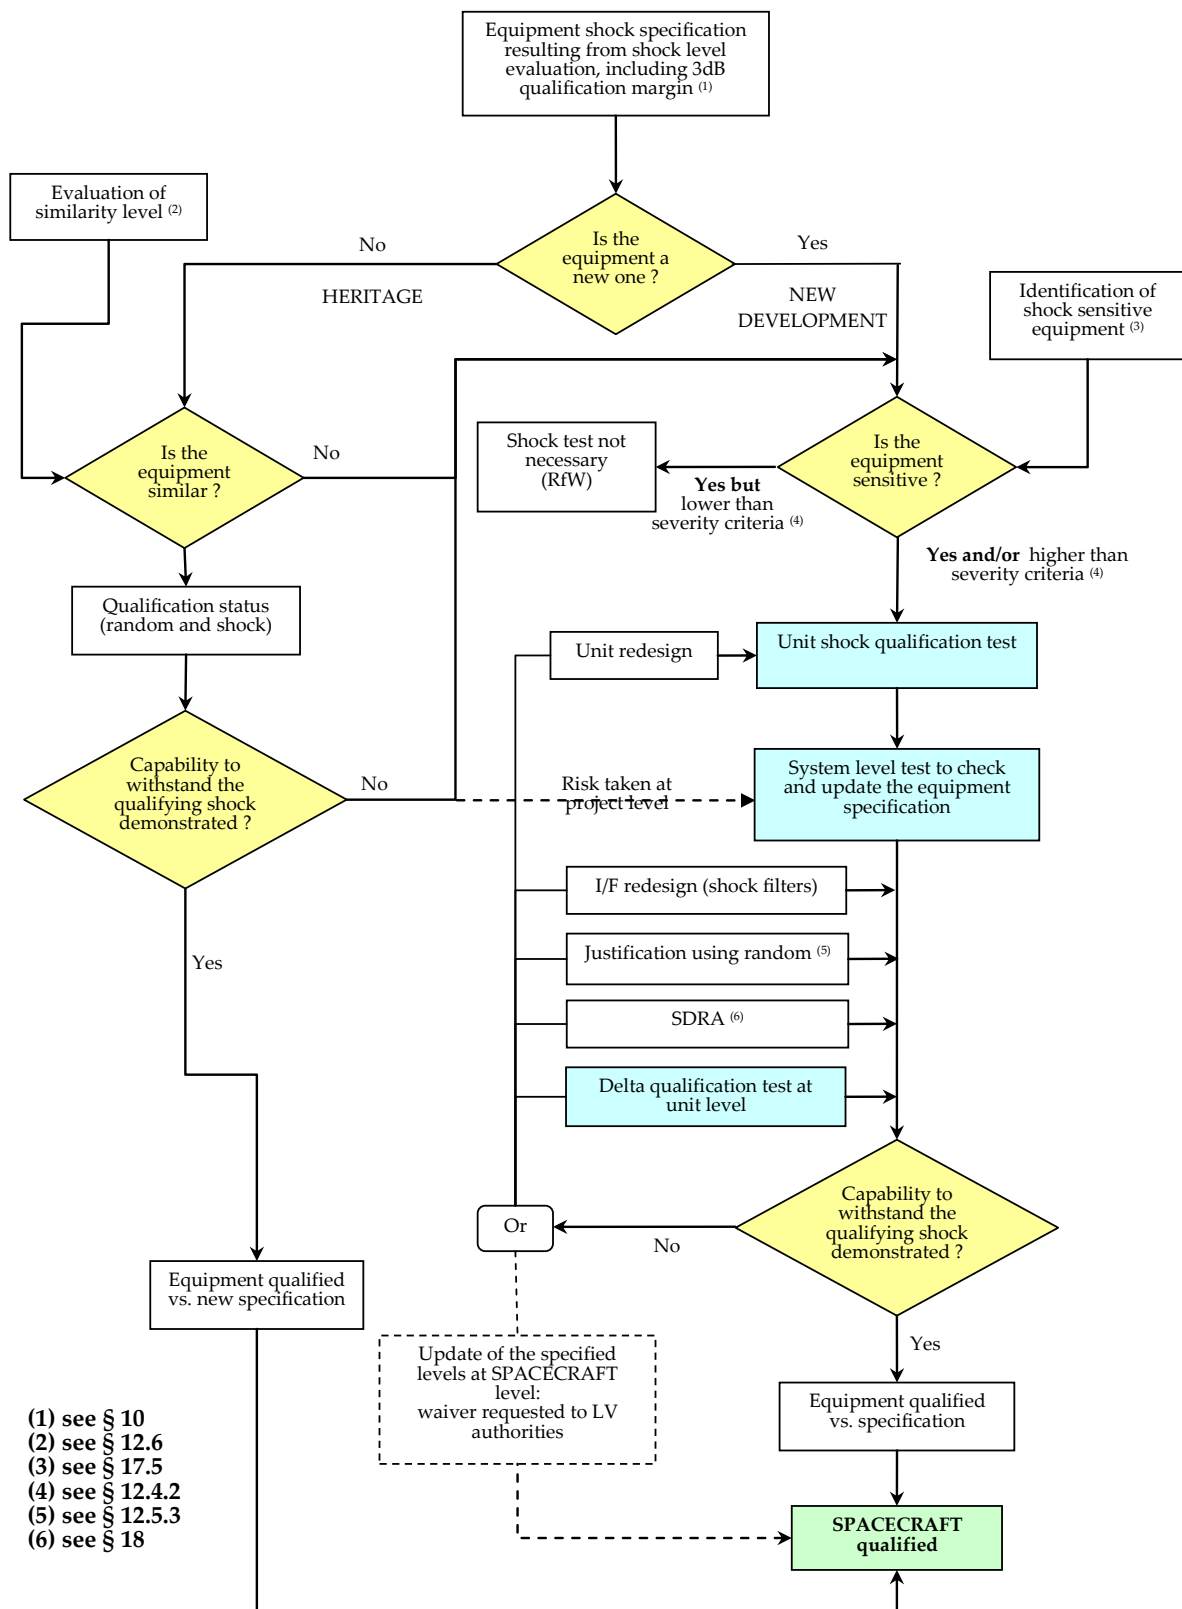 Equipment shock specification
resulting from shock level
evaluation, including 3dB
qualification margin (1)
Evaluation of
similarity level (2)
No
Is the
equipment a
new one ?
Yes
HERITAGE
NEW
DEVELOPMENT
Identification of
shock sensitive
equipment (3)
Is the
equipment
similar ?
No
Shock test not
necessary
(RfW)
Yes but
lower than
severity criteria (4)
Is the
equipment
sensitive ?
Yes and/or higher than
severity criteria (4)
Qualification status
(random and shock)
Unit redesign
Unit shock qualification test
Capability to
withstand the
qualifying shock
demonstrated ?
No
Risk taken at
project level
System level test to check
and update the equipment
specification
I/F redesign (shock filters)
Yes
Justification using random (5)
SDRA (6)
Delta qualification test at
unit level
Or
No
Capability to
withstand the
qualifying shock
demonstrated ?
Equipment qualified
vs. new specification
Yes
Update of the specified
levels at SPACECRAFT
level:
waiver requested to LV
authorities
Equipment qualified
vs. specification
(1) see § 10
(2) see § 12.6
(3) see § 17.5
(4) see § 12.4.2
(5) see § 12.5.3
(6) see § 18
SPACECRAFT
qualified